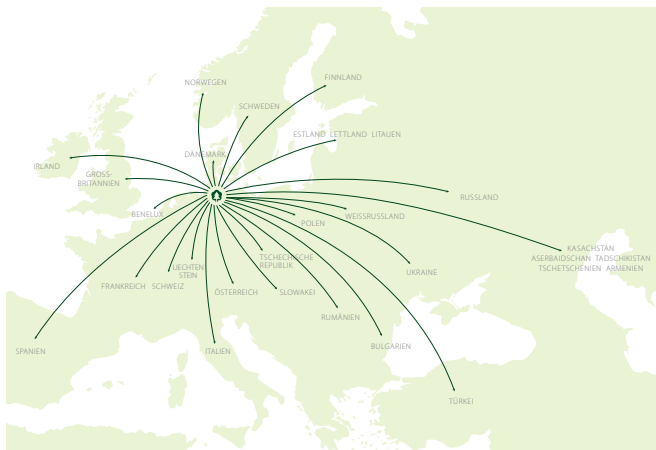 NORWEGEN
FINNLAND
SCHWEDEN
ESTLAND LETTLAND LITAUEN
DÄNEMARK
IRLAND
GROSS-
BRITANNIEN
RUSSLAND
BENELUX
WEISSRUSSLAND
POLEN
KASACHSTAN
ASERBAIDSCHAN TADSCHIKISTAN
TSCHETSCHENIEN ARMENIEN
TSCHECHISCHE
REPUBLIK
LIECHTEN
STEIN
UKRAINE
FRANKREICH
SCHWEIZ
ÖSTERREICH
SLOWAKEI
RUMÄNIEN
SPANIEN
ITALIEN
BULGARIEN
TÜRKEI